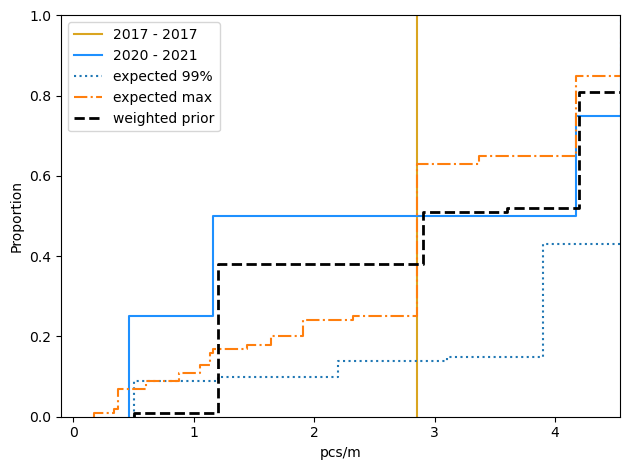 2017 - 2017
2020 - 2021
expected 99%
expected max
weighted prior
1.0
0.8
0.6
0.4
0.2
0.0
Proportion
0
1
2
3
4
pcs/m